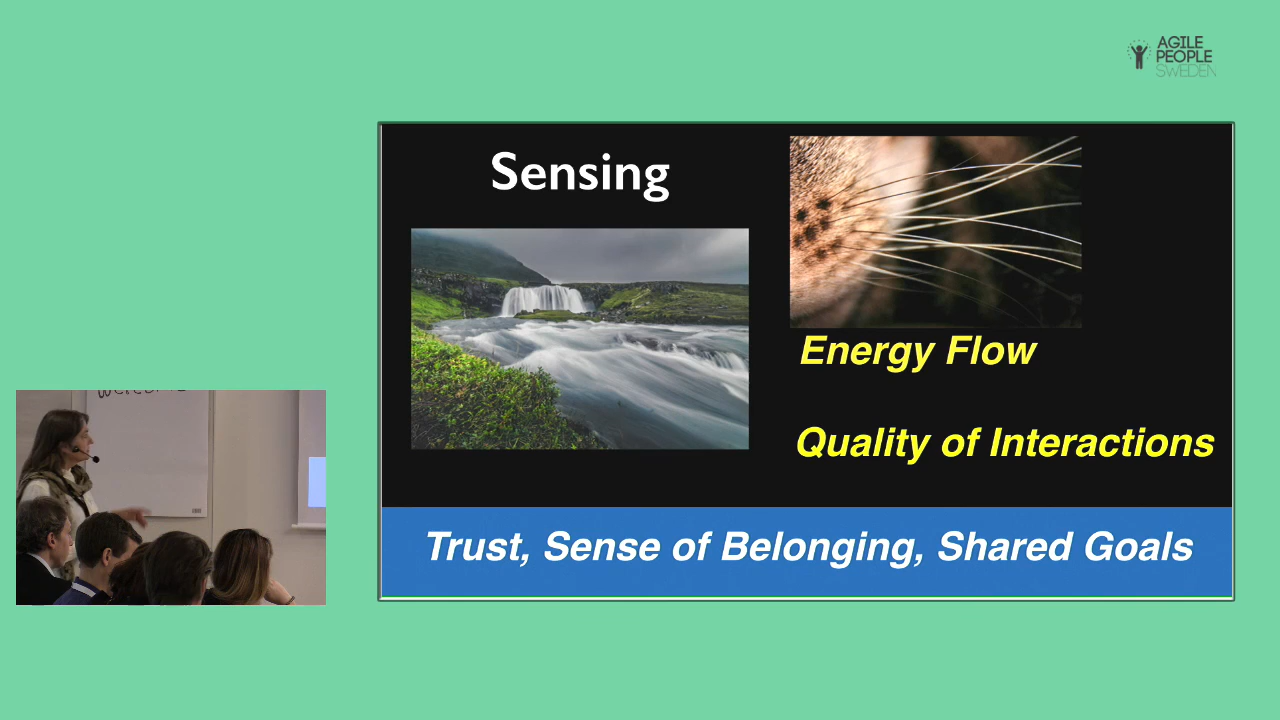 AGILE
PEOPLE
SWEDEN
Sensing
Energy Flow
Quality of Interactions
Trust, Sense of Belonging, Shared Goals